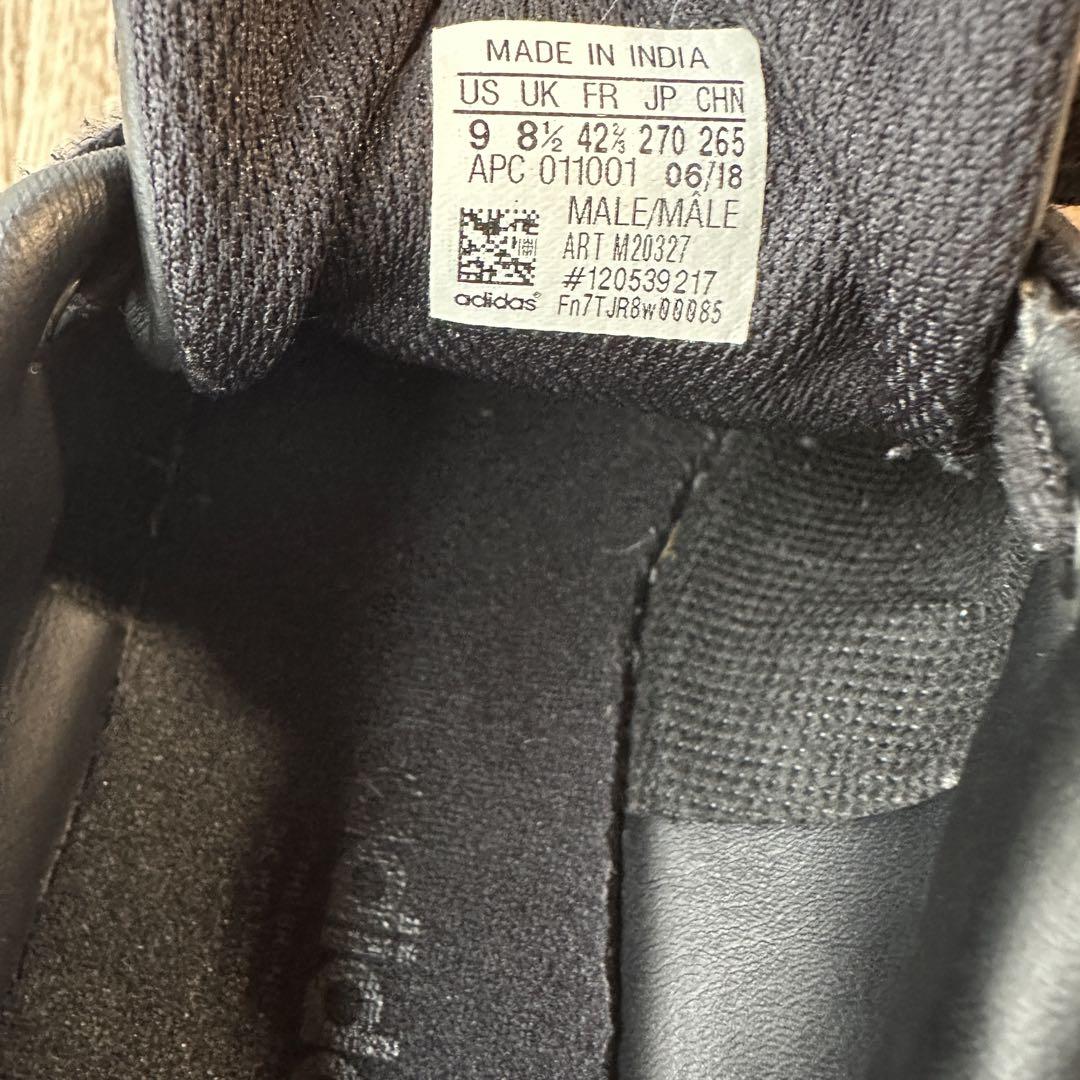 MADE IN INDIA
US UK FR JP CHN
9 8½ 42⅔ 270 265
APC 011001 06/18
MALE/MÂLE
ART M20327
#120539217
adidas® Fn7TJR8w00085